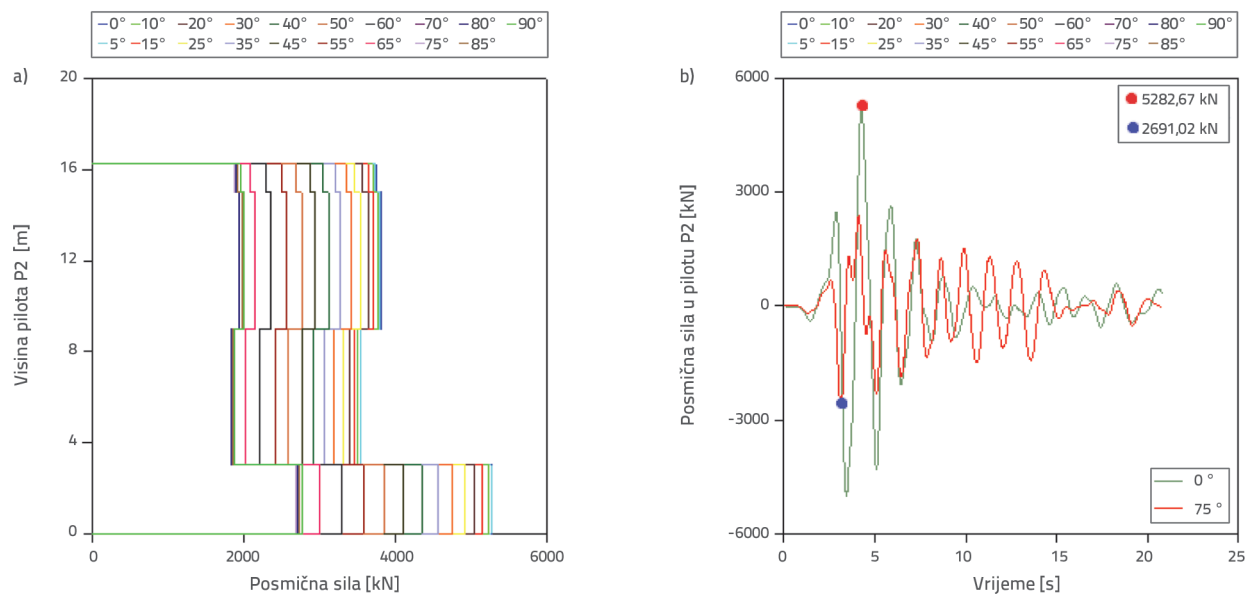 0° 10° 20° 30° 40° 50° 60° 70° 80° 90°
5° 15° 25° 35° 45° 55° 65° 75° 85°
a)
20
16
12
8
4
0
Visina pilota P2 [m]
0 2000 4000 6000
Posmična sila [kN]
0° 10° 20° 30° 40° 50° 60° 70° 80° 90°
5° 15° 25° 35° 45° 55° 65° 75° 85°
b)
6000
3000
0
-3000
-6000
Posmična sila u pilotu P2 [kN]
5282,67 kN
2691,02 kN
0 °
75 °
0 5 10 15 20 25
Vrijeme [s]